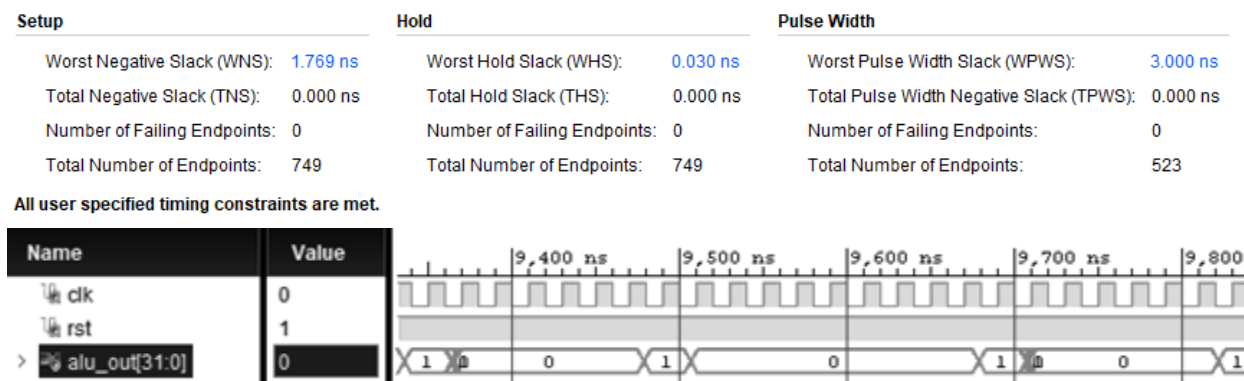 Setup Hold Pulse Width
Worst Negative Slack (WNS): 1.769 ns Worst Hold Slack (WHS): 0.030 ns Worst Pulse Width Slack (WPWS): 3.000 ns
Total Negative Slack (TNS): 0.000 ns Total Hold Slack (THS): 0.000 ns Total Pulse Width Negative Slack (TPWS): 0.000 ns
Number of Failing Endpoints: 0 Number of Failing Endpoints: 0 Number of Failing Endpoints: 0
Total Number of Endpoints: 749 Total Number of Endpoints: 749 Total Number of Endpoints: 523
All user specified timing constraints are met.
Name Value 9,400 ns 9,500 ns 9,600 ns 9,700 ns 9,800
clk 0
rst 1
> alu_out[31:0] 0 1 0 0 1 0 1 0 0 1